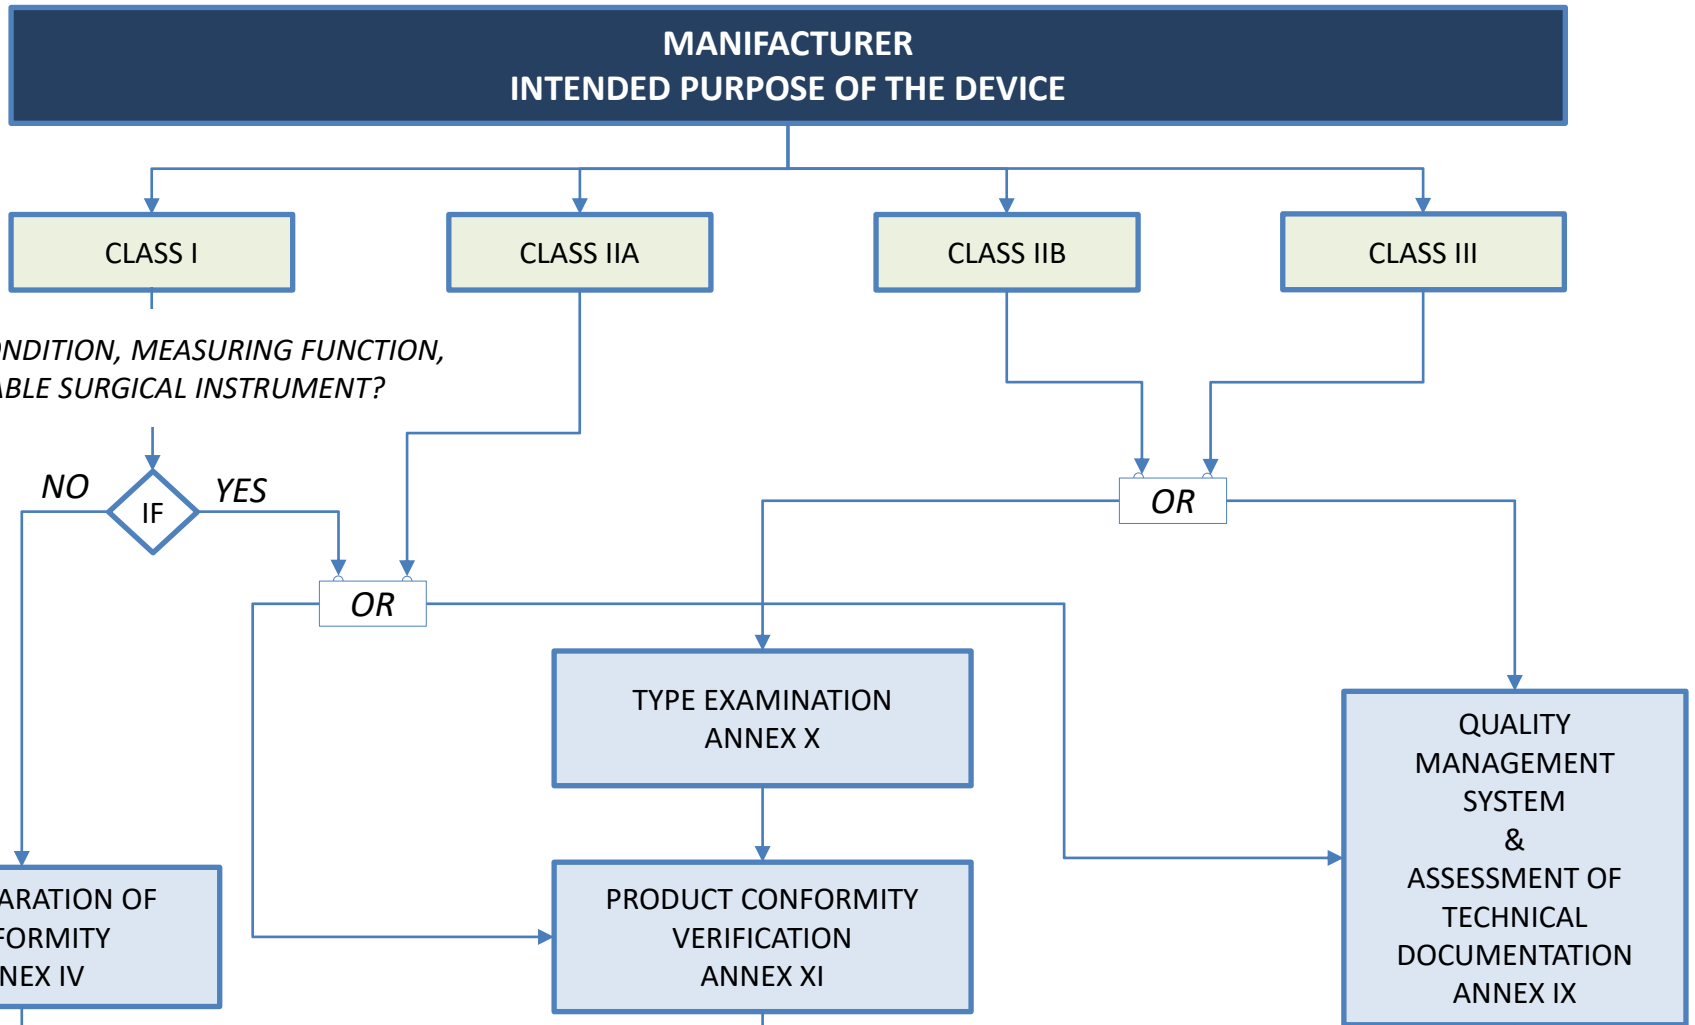 MANIFACTURER
INTENDED PURPOSE OF THE DEVICE
CLASS I
CLASS IIA
CLASS IIB
CLASS III
ONDITION, MEASURING FUNCTION,
ABLE SURGICAL INSTRUMENT?
NO
IF
YES
OR
OR
TYPE EXAMINATION
ANNEX X
QUALITY
MANAGEMENT
SYSTEM
&
ASSESSMENT OF
TECHNICAL
DOCUMENTATION
ANNEX IX
ARATION OF
FORMITY
NEX IV
PRODUCT CONFORMITY
VERIFICATION
ANNEX XI